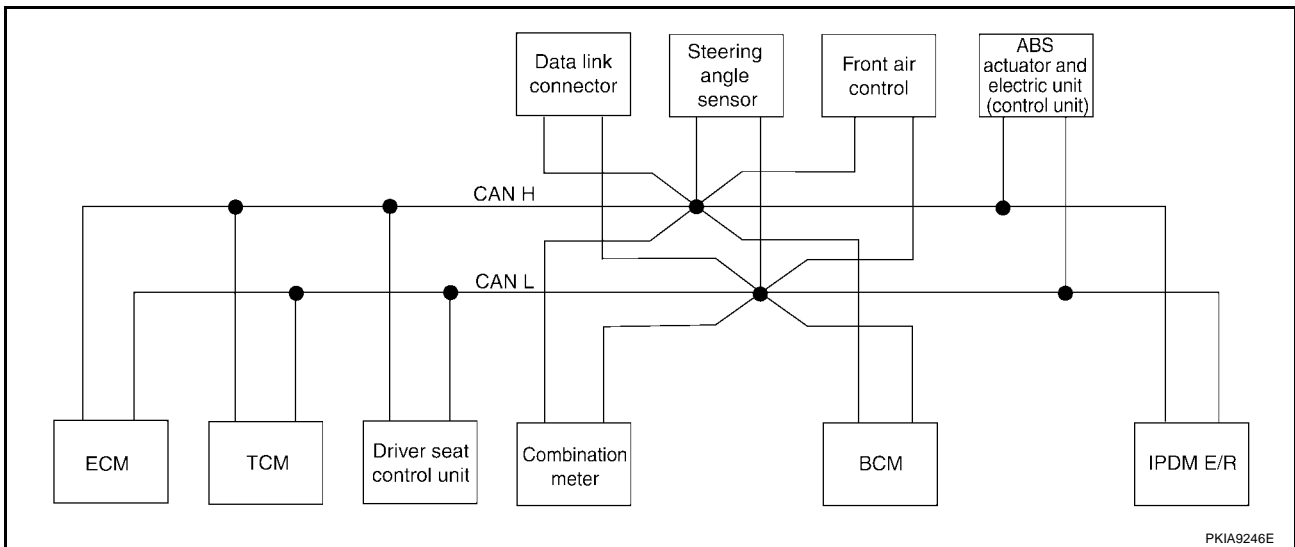 Data link
connector
Steering
angle
sensor
Front air
control
ABS
actuator and
electric unit
(control unit)
CAN H
CAN L
ECM
TCM
Driver seat
control unit
Combination
meter
BCM
IPDM E/R
PKIA9246E